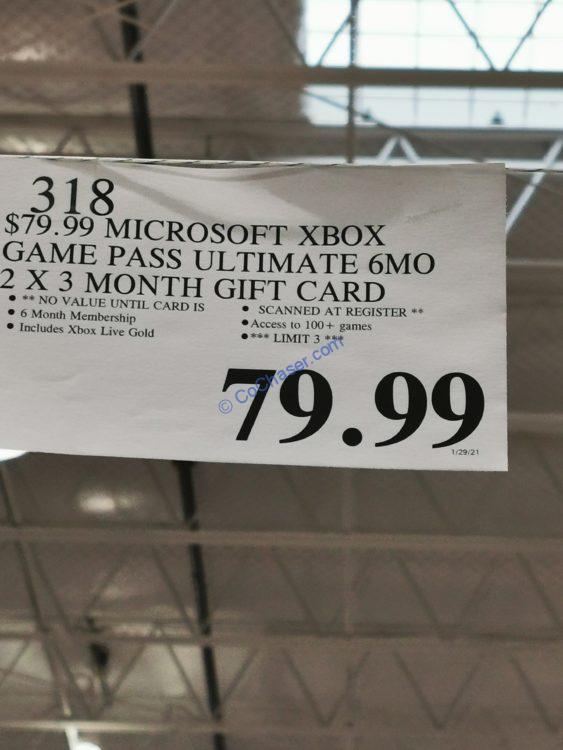 318
$79.99 MICROSOFT XBOX
GAME PASS ULTIMATE 6MO
2 X 3 MONTH GIFT CARD
• ** NO VALUE UNTIL CARD IS
• 6 Month Membership
• Includes Xbox Live Gold
• SCANNED AT REGISTER **
• Access to 100+ games
• *** LIMIT 3 ***
© CoChaser.com
79.99
1/29/21